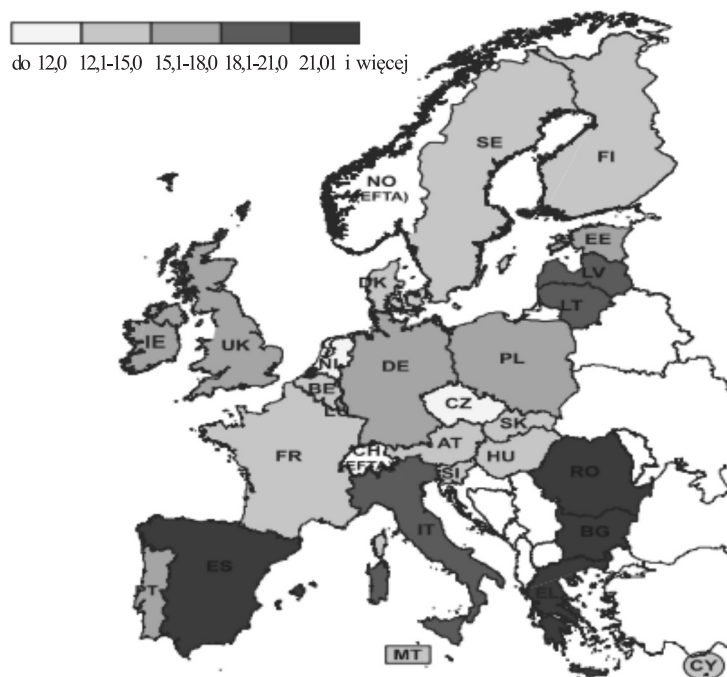 do 12,0 12,1-15,0 15,1-18,0 18,1-21,0 21,01 i więcej
SE
FI
NO
(EFTA)
EE
LV
DK
LT
IE
UK
NL
DE
PL
BE
CZ
LU
SK
FR
CH
(EFTA)
AT
HU
SI
RO
IT
BG
ES
PT
EL
MT
CY